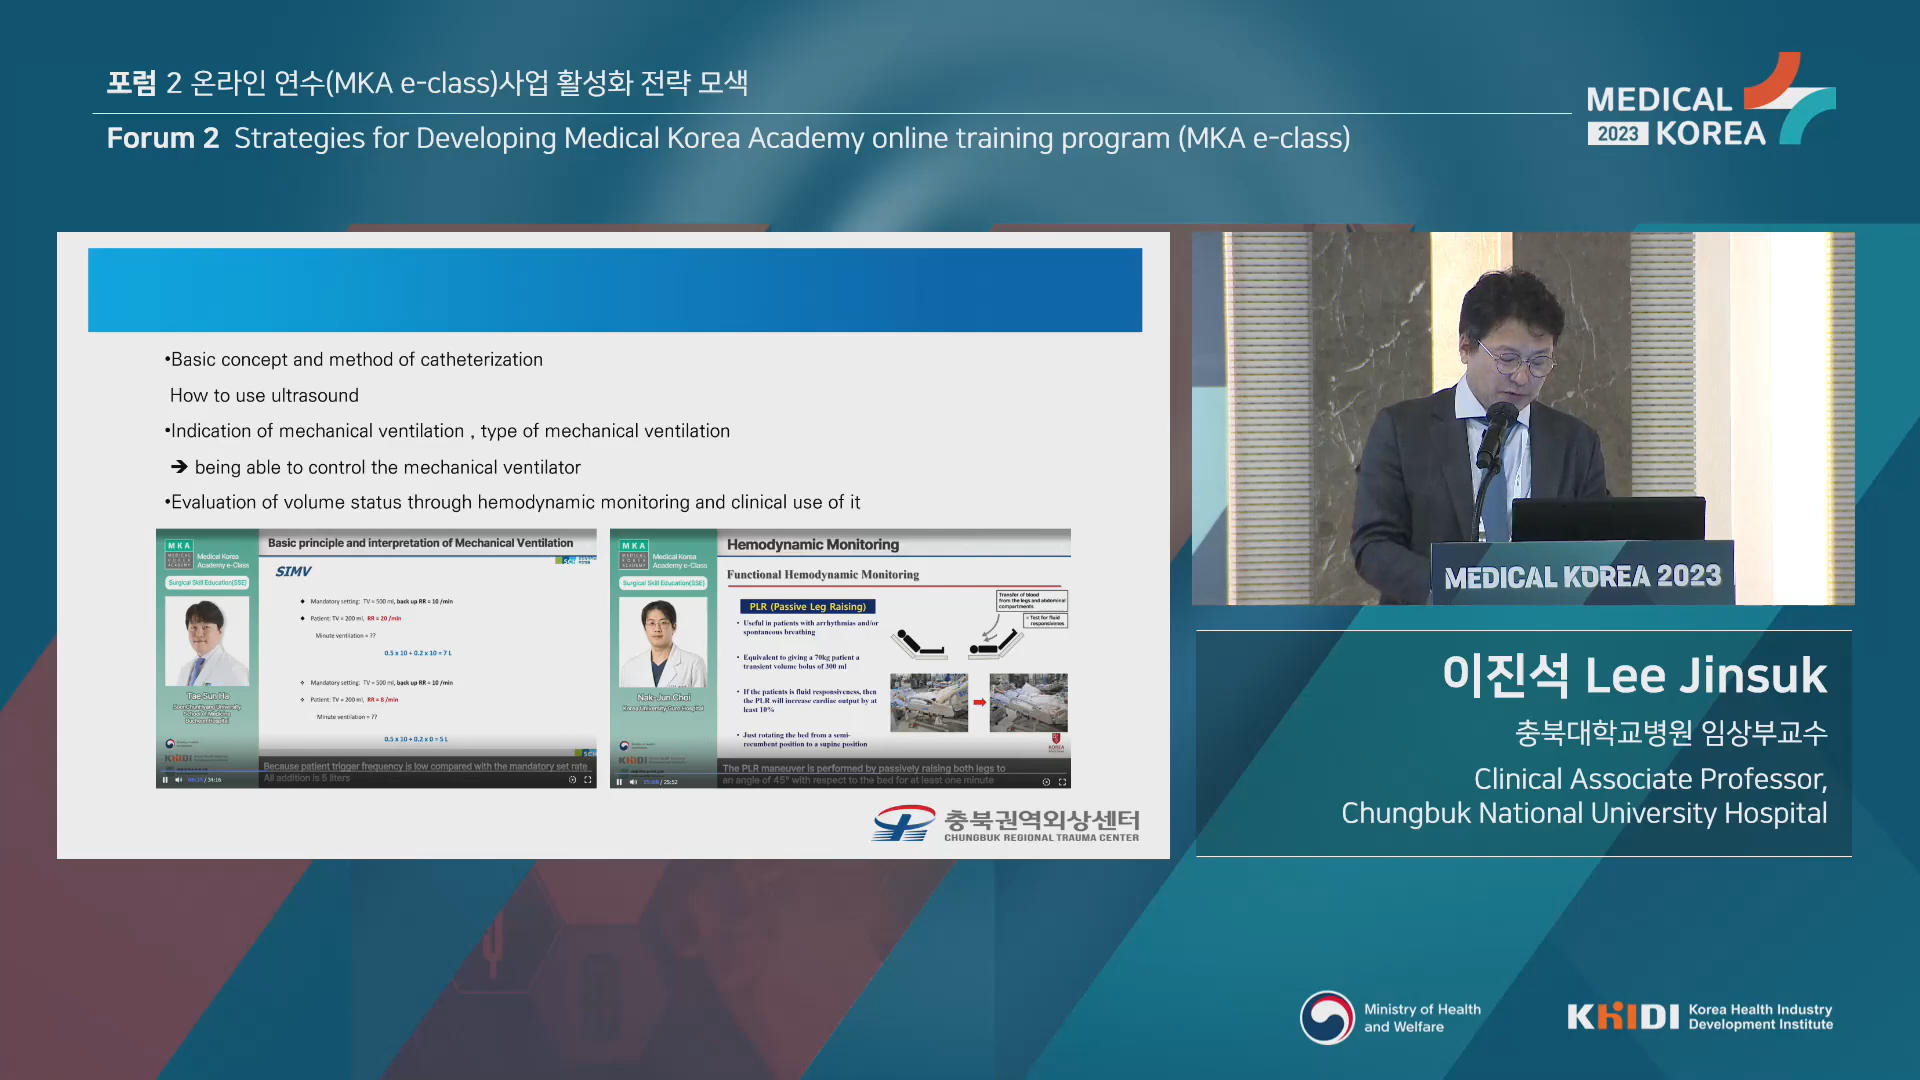 포럼 2 온라인 연수(MKA e-class)사업 활성화 전략 모색
Forum 2 Strategies for Developing Medical Korea Academy online training program (MKA e-class)
MEDICAL
2023 KOREA
•Basic concept and method of catheterization
How to use ultrasound
•Indication of mechanical ventilation , type of mechanical ventilation
➔ being able to control the mechanical ventilator
•Evaluation of volume status through hemodynamic monitoring and clinical use of it
MKA
MEDICAL
KOREA
ACADEMY
Medical Korea
Academy e-Class
Surgical Skill Education(SSE)
Tae Sun Ha
SoonChunHyang University
School of Medicine
Bucheon Hospital
KHIDI
Basic principle and interpretation of Mechanical Ventilation
SIMV
Mandatory setting: TV = 500 ml, back up RR = 10 /min
Patient: TV = 200 ml, RR = 20 /min
Minute ventilation = ??
0.5 x 10 + 0.2 x 10 = 7 L
Mandatory setting: TV = 500 ml, back up RR = 10 /min
Patient: TV = 200 ml, RR = 8 /min
Minute ventilation = ??
0.5 x 10 + 0.2 x 0 = 5 L
Because patient trigger frequency is low compared with the mandatory set rate
All addition is 5 liters
MKA
MEDICAL
KOREA
ACADEMY
Medical Korea
Academy e-Class
Surgical Skill Education(SSE)
Nak-Jun Choi
Korea University Guro Hospital
KHIDI
Hemodynamic Monitoring
Functional Hemodynamic Monitoring
PLR (Passive Leg Raising)
• Useful in patients with arrhythmias and/or
spontaneous breathing
• Equivalent to giving a 70kg patient a
transient volume bolus of 300 ml
• If the patients is fluid responsiveness, then
the PLR will increase cardiac output by at
least 10%
• Just rotating the bed from a semi-
recumbent position to a supine position
Transfer of blood
from the legs and abdominal
compartments
= Test for fluid
responsiveness
KOREA
The PLR maneuver is performed by passively raising both legs to
an angle of 45° with respect to the bed for at least one minute
25:52
충북권역외상센터
CHUNGBUK REGIONAL TRAUMA CENTER
MEDICAL KOREA 2023
이진석 Lee Jinsuk
충북대학교병원 임상부교수
Clinical Associate Professor,
Chungbuk National University Hospital
Ministry of Health
and Welfare
KHIDI Korea Health Industry
Development Institute